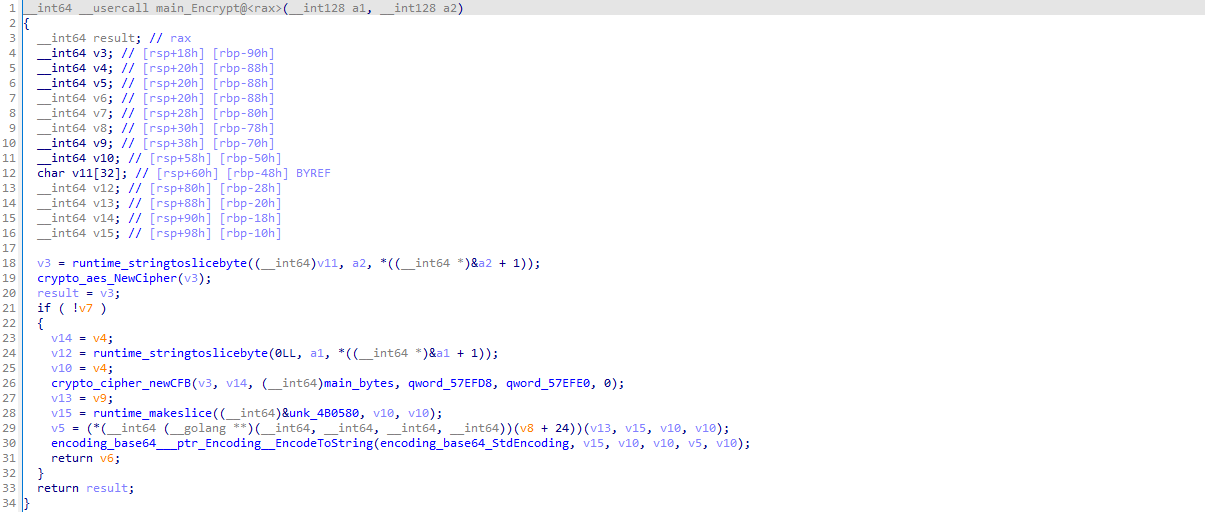 1 __int64 __usercall main_Encrypt@<rax>(__int128 a1, __int128 a2)
2 {
3 __int64 result; // rax
4 __int64 v3; // [rsp+18h] [rbp-90h]
5 __int64 v4; // [rsp+20h] [rbp-88h]
6 __int64 v5; // [rsp+20h] [rbp-88h]
7 __int64 v6; // [rsp+20h] [rbp-88h]
8 __int64 v7; // [rsp+28h] [rbp-80h]
9 __int64 v8; // [rsp+30h] [rbp-78h]
10 __int64 v9; // [rsp+38h] [rbp-70h]
11 __int64 v10; // [rsp+58h] [rbp-50h]
12 char v11[32]; // [rsp+60h] [rbp-48h] BYREF
13 __int64 v12; // [rsp+80h] [rbp-28h]
14 __int64 v13; // [rsp+88h] [rbp-20h]
15 __int64 v14; // [rsp+90h] [rbp-18h]
16 __int64 v15; // [rsp+98h] [rbp-10h]
17
18 v3 = runtime_stringtoslicebyte((__int64)v11, a2, *((__int64 *)&a2 + 1));
19 crypto_aes_NewCipher(v3);
20 result = v3;
21 if ( !v7 )
22 {
23 v14 = v4;
24 v12 = runtime_stringtoslicebyte(0LL, a1, *((__int64 *)&a1 + 1));
25 v10 = v4;
26 crypto_cipher_newCFB(v3, v14, (__int64)main_bytes, qword_57EFD8, qword_57EFE0, 0);
27 v13 = v9;
28 v15 = runtime_makeslice((__int64)&unk_4B0580, v10, v10);
29 v5 = (*(__int64 (__golang **)(__int64, __int64, __int64, __int64))(v8 + 24))(v13, v15, v10, v10);
30 encoding_base64___ptr_Encoding__EncodeToString(encoding_base64_StdEncoding, v15, v10, v10, v5, v10);
31 return v6;
32 }
33 return result;
34 }